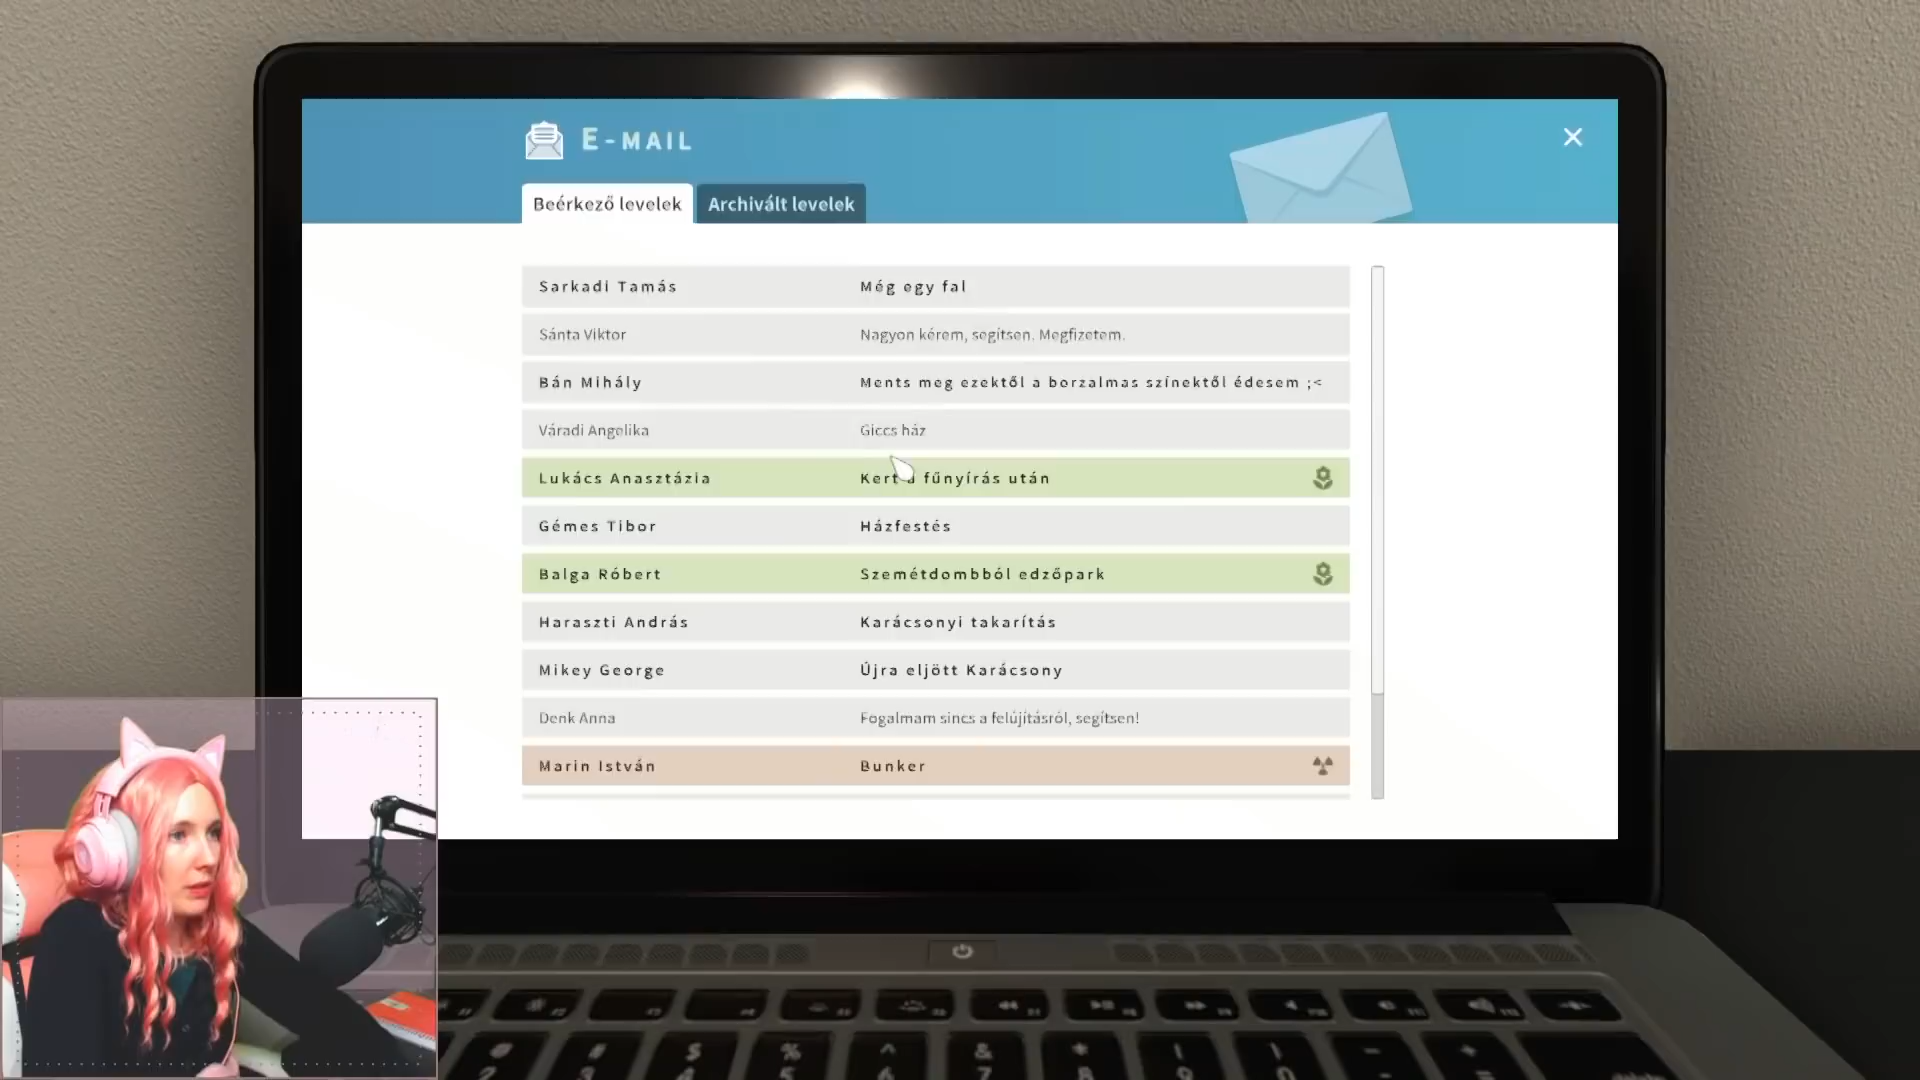 E-MAIL
Beérkező levelek
Archivált levelek
Sarkadi Tamás Még egy fal
Sánta Viktor Nagyon kérem, segítsen. Megfizetem.
Bán Mihály Ments meg ezektől a borzalmas színektől édesem ;<
Váradi Angelika Giccs ház
Lukács Anasztázia Kert a fűnyírás után
Gémes Tibor Házfestés
Balga Róbert Szemétdombból edzőpark
Haraszti András Karácsonyi takarítás
Mikey George Újra eljött Karácsony
Denk Anna Fogalmam sincs a felújításról, segítsen!
Marin István Bunker